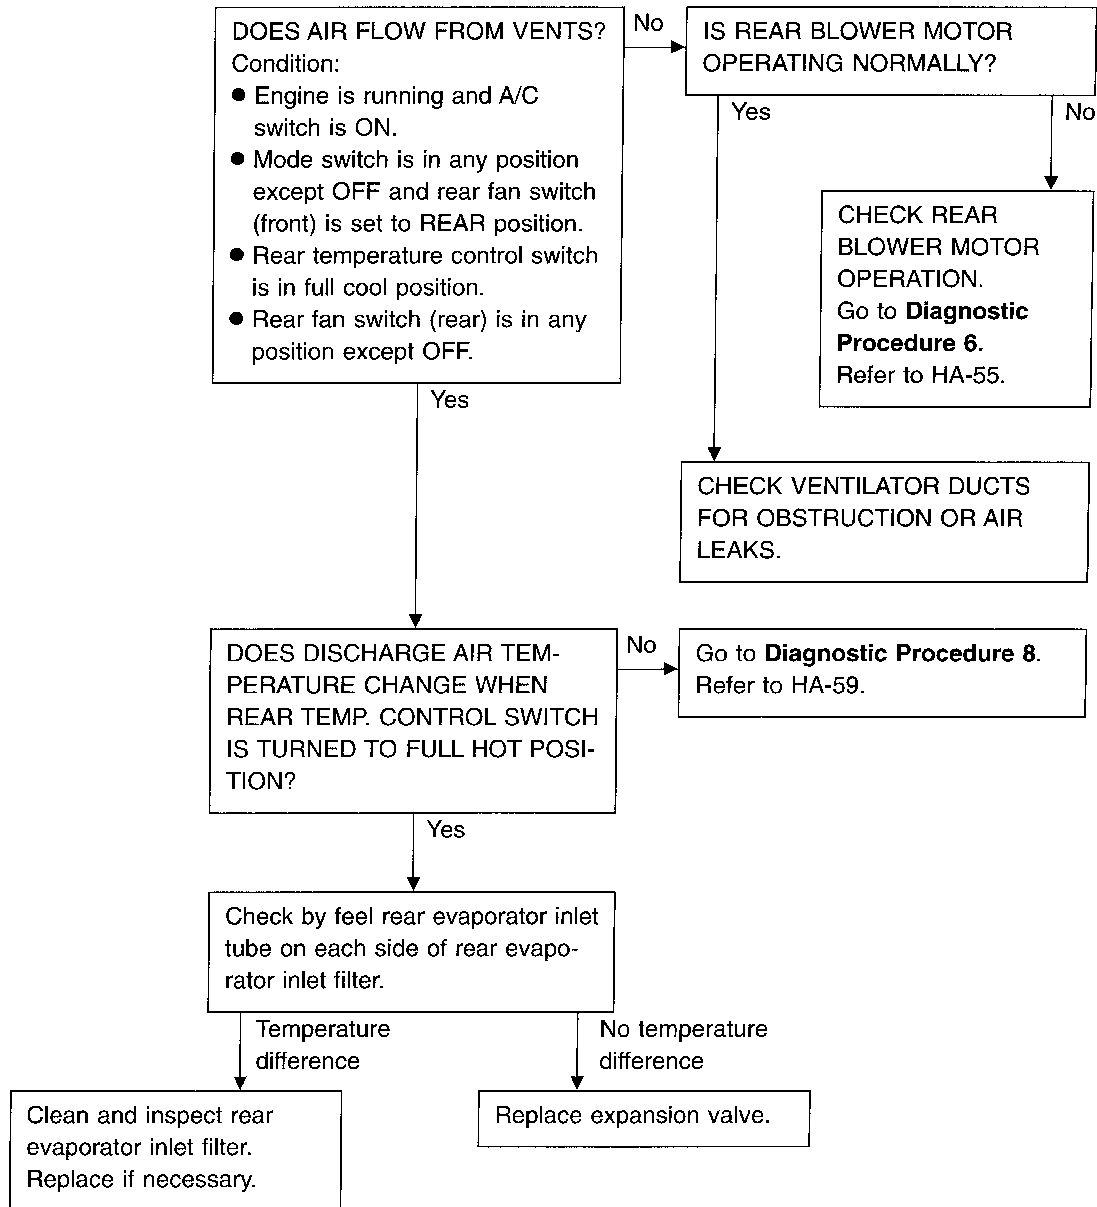 DOES AIR FLOW FROM VENTS?
Condition:
● Engine is running and A/C
switch is ON.
● Mode switch is in any position
except OFF and rear fan switch
(front) is set to REAR position.
● Rear temperature control switch
is in full cool position.
● Rear fan switch (rear) is in any
position except OFF.
No
IS REAR BLOWER MOTOR
OPERATING NORMALLY?
Yes
No
CHECK REAR
BLOWER MOTOR
OPERATION.
Go to Diagnostic
Procedure 6.
Refer to HA-55.
Yes
CHECK VENTILATOR DUCTS
FOR OBSTRUCTION OR AIR
LEAKS.
DOES DISCHARGE AIR TEM-
PERATURE CHANGE WHEN
REAR TEMP. CONTROL SWITCH
IS TURNED TO FULL HOT POSI-
TION?
No
Go to Diagnostic Procedure 8.
Refer to HA-59.
Yes
Check by feel rear evaporator inlet
tube on each side of rear evapo-
rator inlet filter.
Temperature
difference
No temperature
difference
Clean and inspect rear
evaporator inlet filter.
Replace if necessary.
Replace expansion valve.